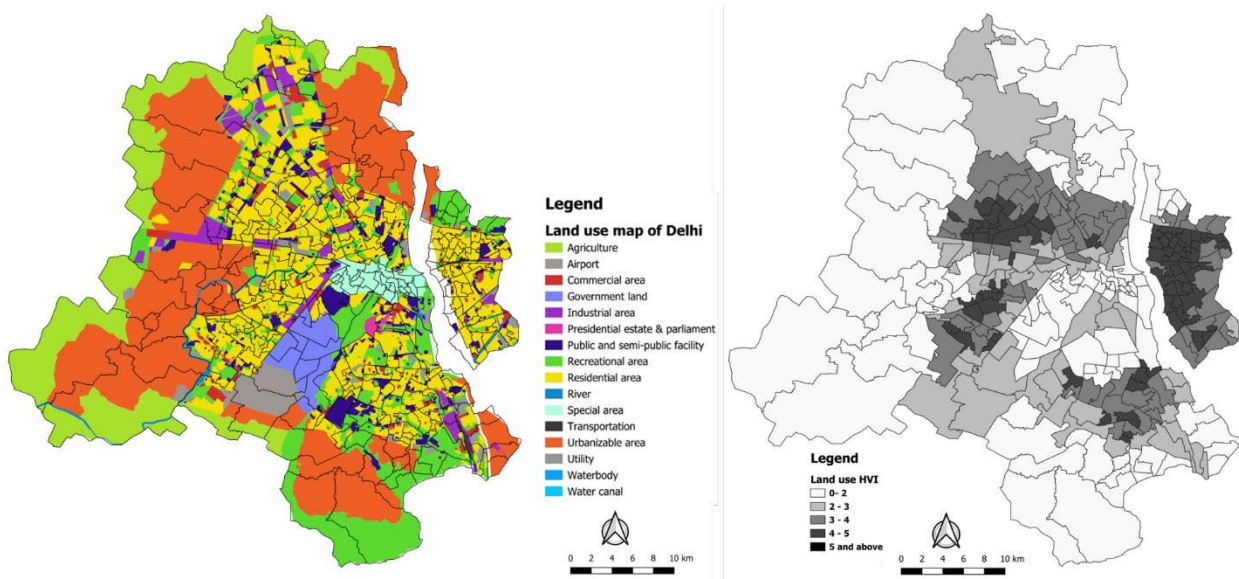 Legend
Land use map of Delhi
Agriculture
Airport
Commercial area
Government land
Industrial area
Presidential estate & parliament
Public and semi-public facility
Recreational area
Residential area
River
Special area
Transportation
Urbanizable area
Utility
Waterbody
Water canal
0 2 4 6 8 10 km
Legend
Land use HVI
0- 2
2 - 3
3 - 4
4 - 5
5 and above
0 2 4 6 8 10 km